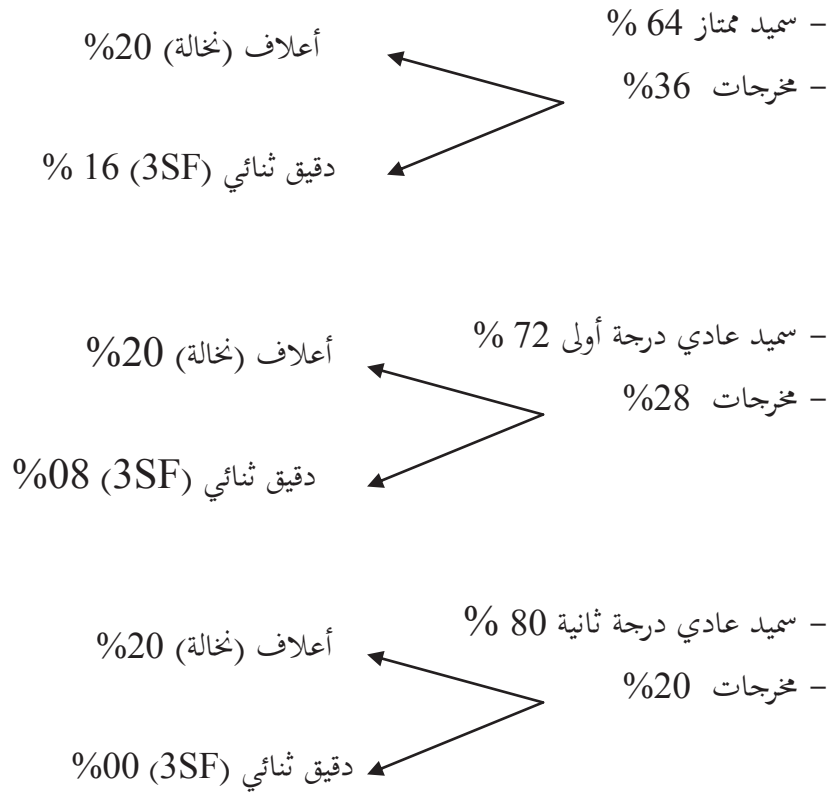 – سميد ممتاز 64 %
أعلاف (نخالة) 20%
– مخرجات 36%
دقيق ثنائي (3SF) 16 %
– سميد عادي درجة أولى 72 %
أعلاف (نخالة) 20%
– مخرجات 28%
دقيق ثنائي (3SF) 08%
– سميد عادي درجة ثانية 80 %
أعلاف (نخالة) 20%
– مخرجات 20%
دقيق ثنائي (3SF) 00%